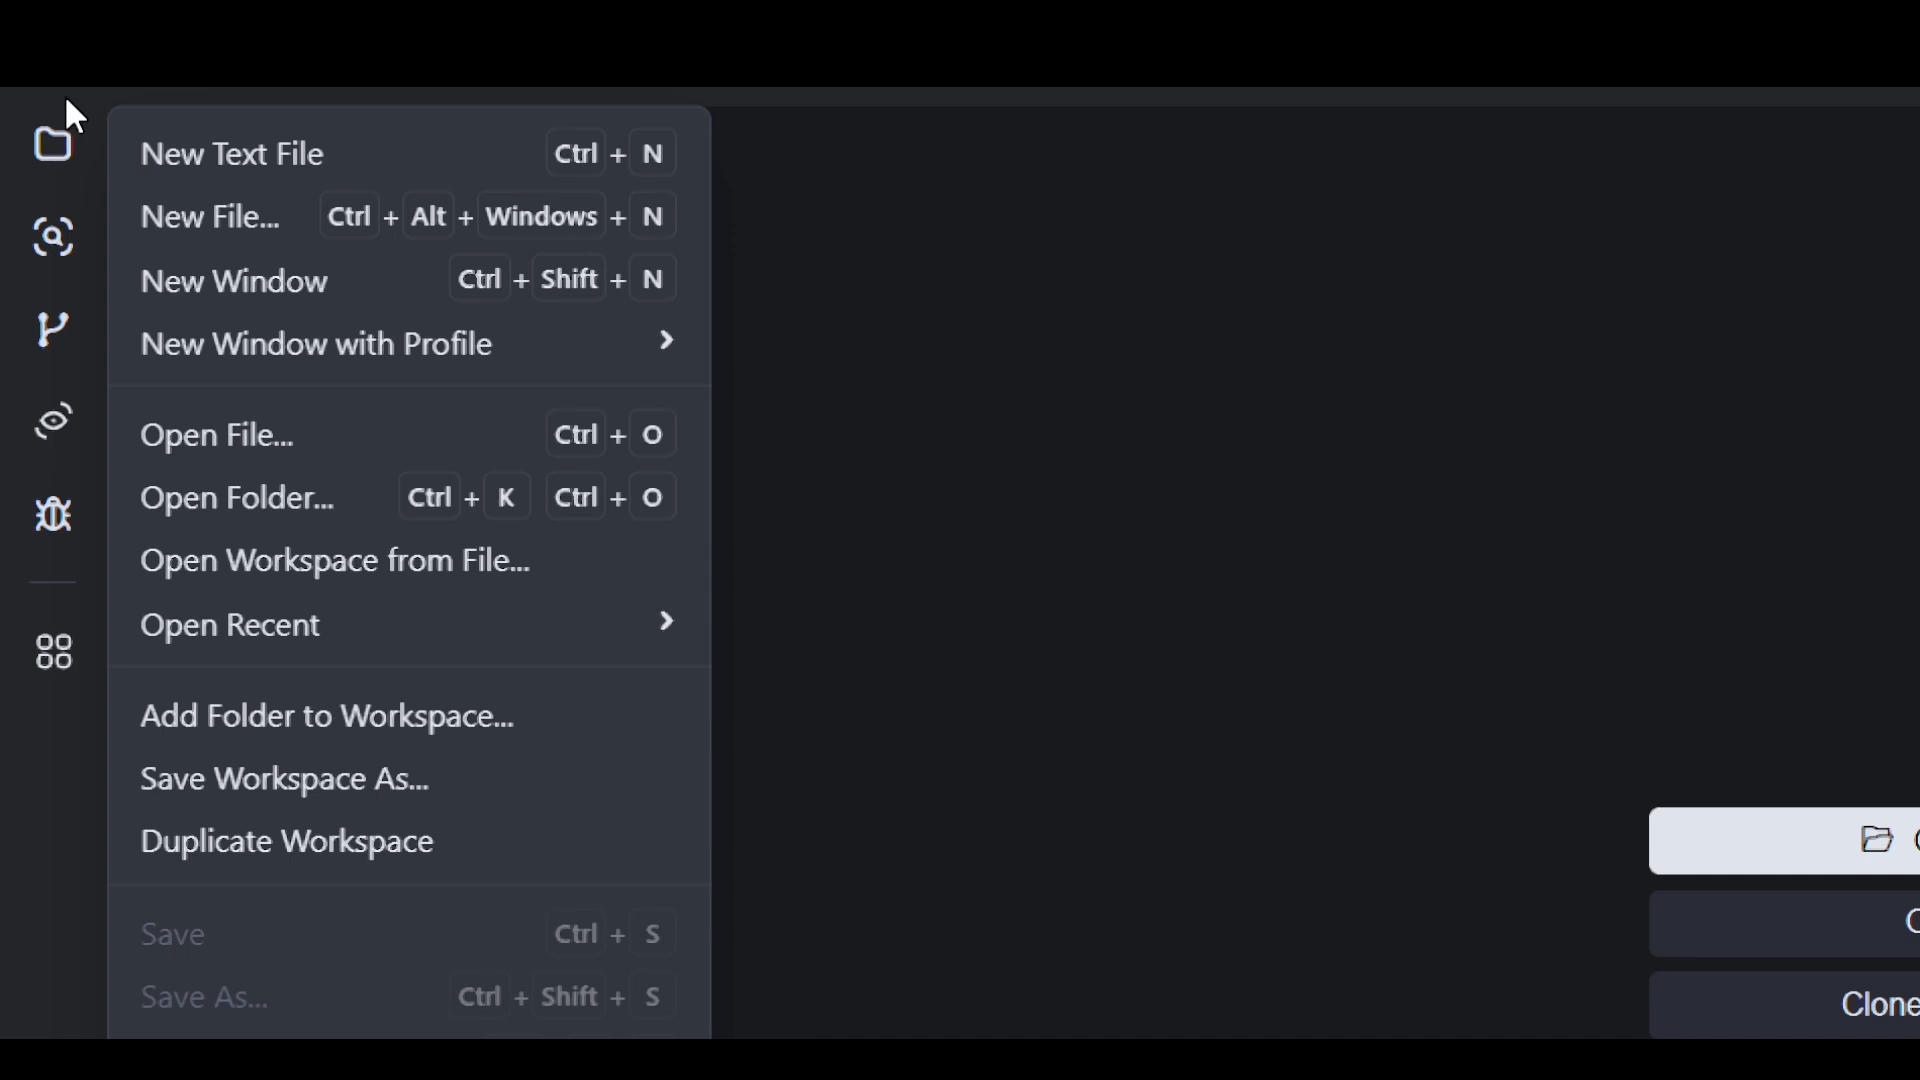 New Text File Ctrl + N
New File... Ctrl + Alt + Windows + N
New Window Ctrl + Shift + N
New Window with Profile
Open File... Ctrl + O
Open Folder... Ctrl + K Ctrl + O
Open Workspace from File...
Open Recent
Add Folder to Workspace...
Save Workspace As...
Duplicate Workspace
Save Ctrl + S
Save As... Ctrl + Shift + S
Clone